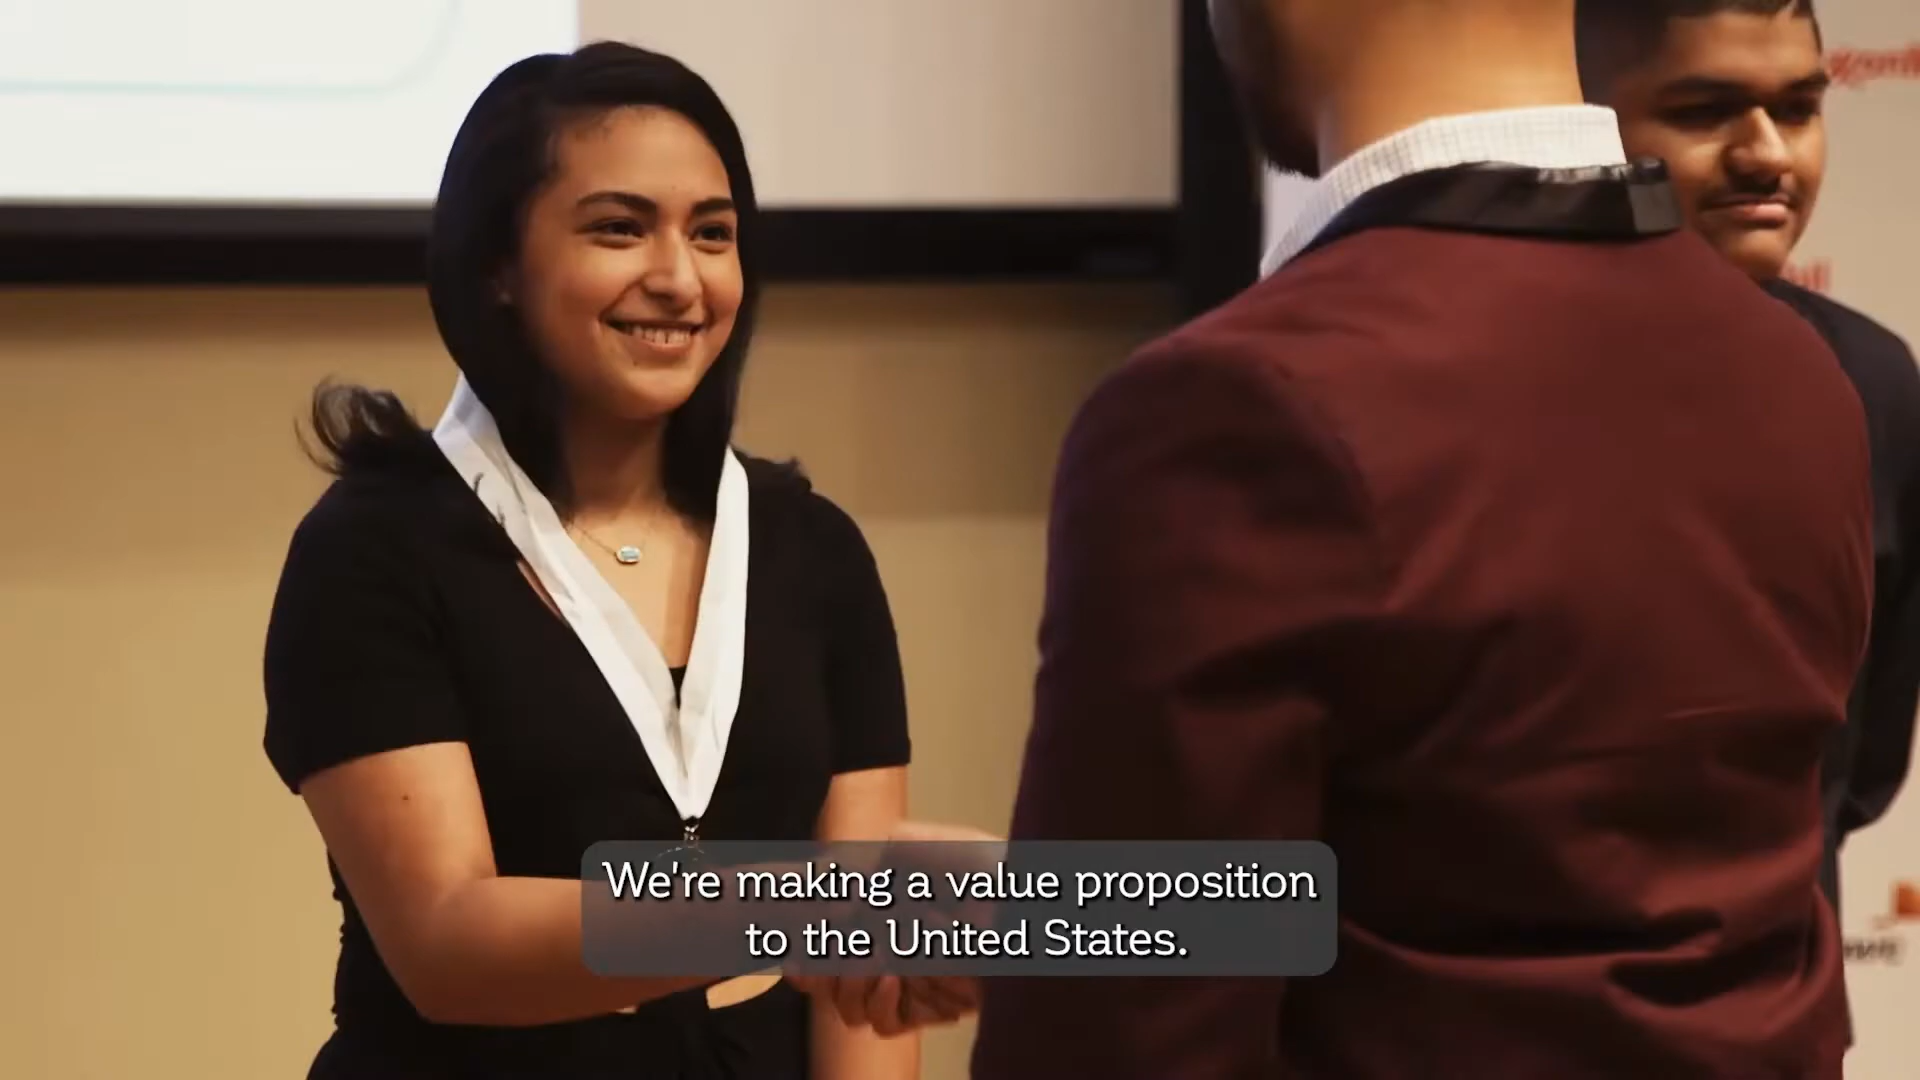 We're making a value proposition
to the United States.